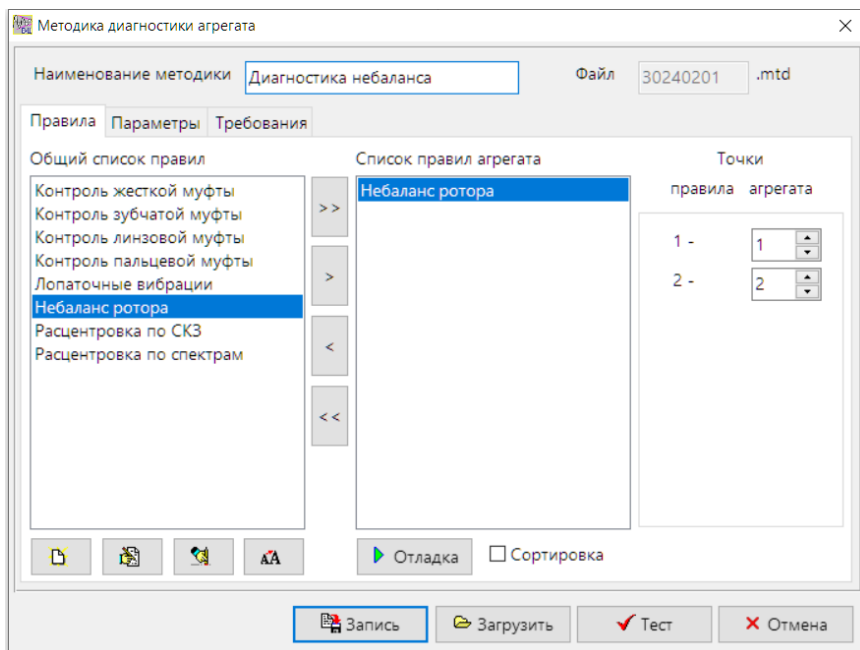 Методика диагностики агрегата
Наименование методики Диагностика небаланса Файл 30240201 .mtd
Правила Параметры Требования
Общий список правил Список правил агрегата Точки
правила агрегата
Контроль жесткой муфты
Контроль зубчатой муфты
Контроль линзовой муфты
Контроль пальцевой муфты
Лопаточные вибрации
Небаланс ротора
Расцентровка по СКЗ
Расцентровка по спектрам
>>
>
<
<<
Небаланс ротора
1 - 1
2 - 2
AA
Отладка Сортировка
Запись Загрузить Тест Отмена